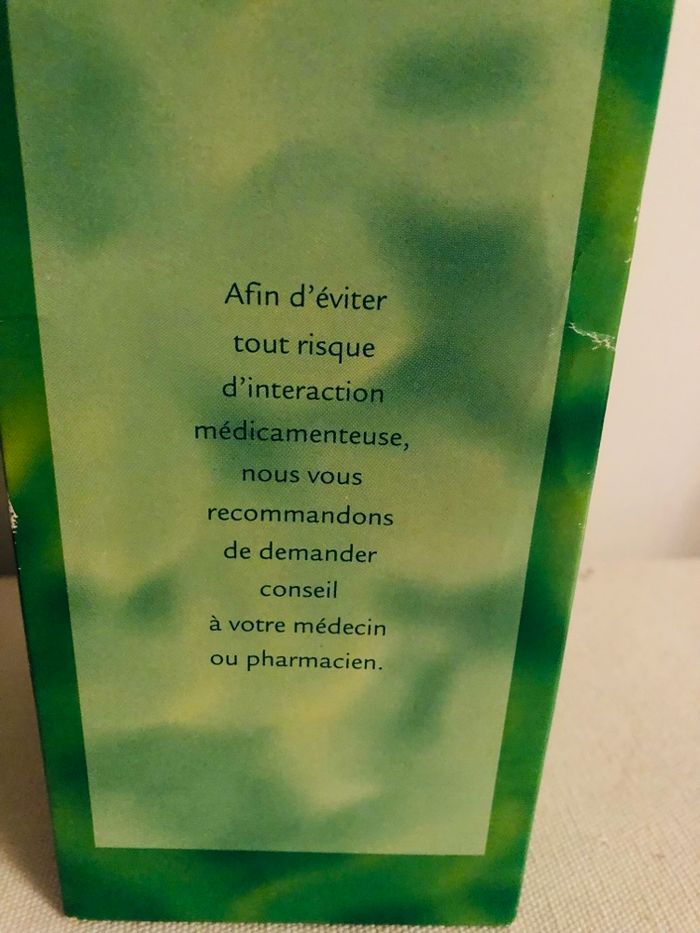 Afin d'éviter
tout risque
d'interaction
médicamenteuse,
nous vous
recommandons
de demander
conseil
à votre médecin
ou pharmacien.